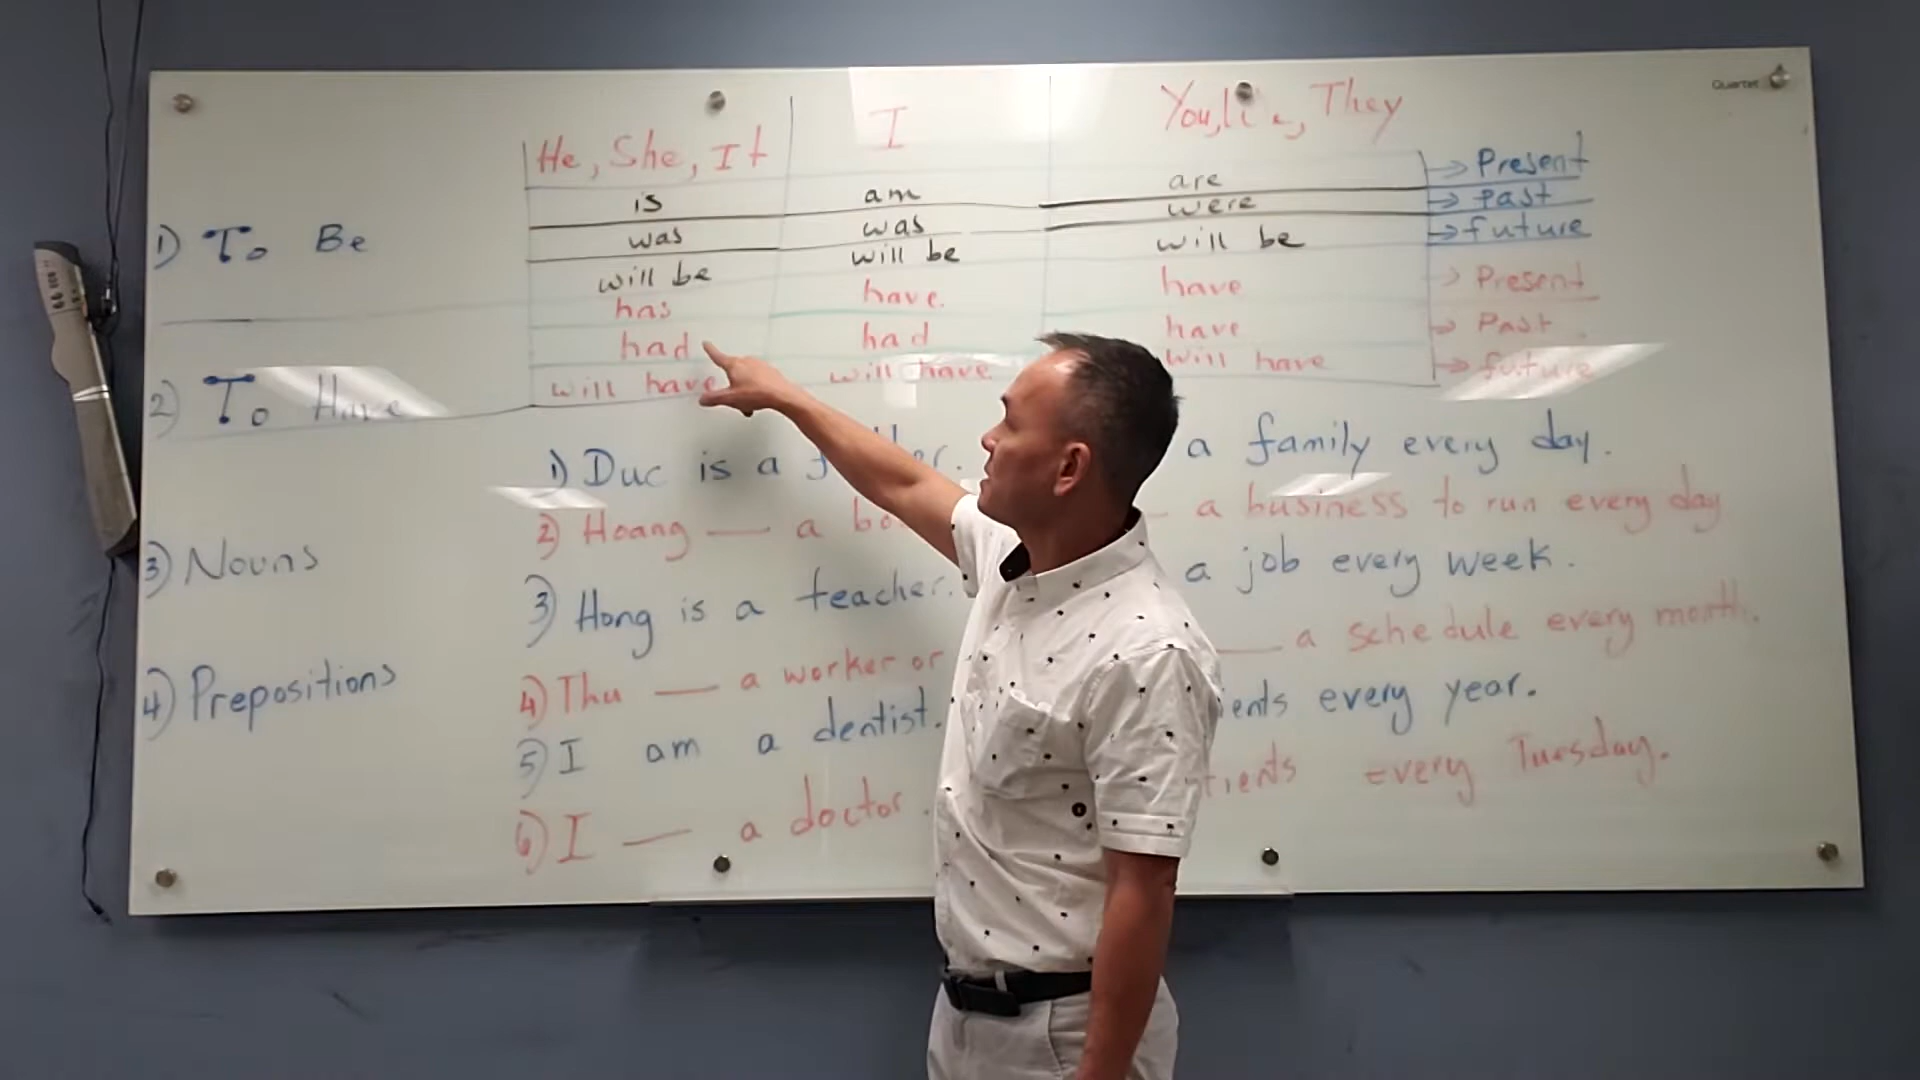 Quartet
He, She, It I You, They
is am are → Present
was was were → Past
1) To Be will be will be will be → future
has have have → Present
had had have → Past
2) To Have will have will have will have → future
1) Duc is a a family every day.
2) Hoang — a a business to run every day
3) Nouns
3) Hong is a teacher. a job every week.
4) Thu — a worker or — a schedule every month.
4) Prepositions
5) I am a dentist. every year.
6) I — a doctor. every Tuesday.